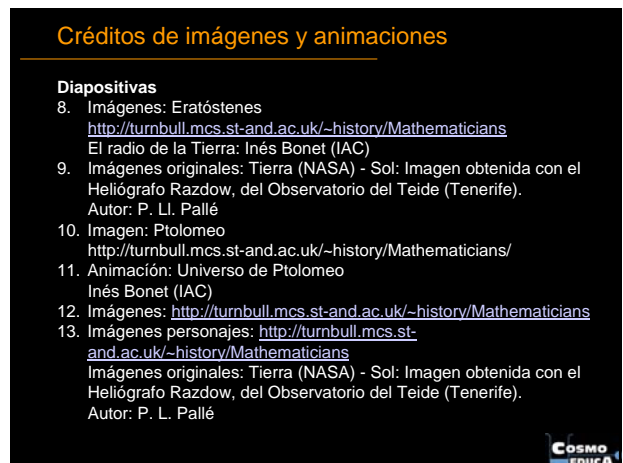 Créditos de imágenes y animaciones
Diapositivas
8. Imágenes: Eratóstenes
http://turnbull.mcs.st-and.ac.uk/~history/Mathematicians
El radio de la Tierra: Inés Bonet (IAC)
9. Imágenes originales: Tierra (NASA) - Sol: Imagen obtenida con el
Heliógrafo Razdow, del Observatorio del Teide (Tenerife).
Autor: P. Ll. Pallé
10. Imagen: Ptolomeo
http://turnbull.mcs.st-and.ac.uk/~history/Mathematicians/
11. Animacíón: Universo de Ptolomeo
Inés Bonet (IAC)
12. Imágenes: http://turnbull.mcs.st-and.ac.uk/~history/Mathematicians
13. Imágenes personajes: http://turnbull.mcs.st-
and.ac.uk/~history/Mathematicians
Imágenes originales: Tierra (NASA) - Sol: Imagen obtenida con el
Heliógrafo Razdow, del Observatorio del Teide (Tenerife).
Autor: P. L. Pallé
COSMO
EDUCA